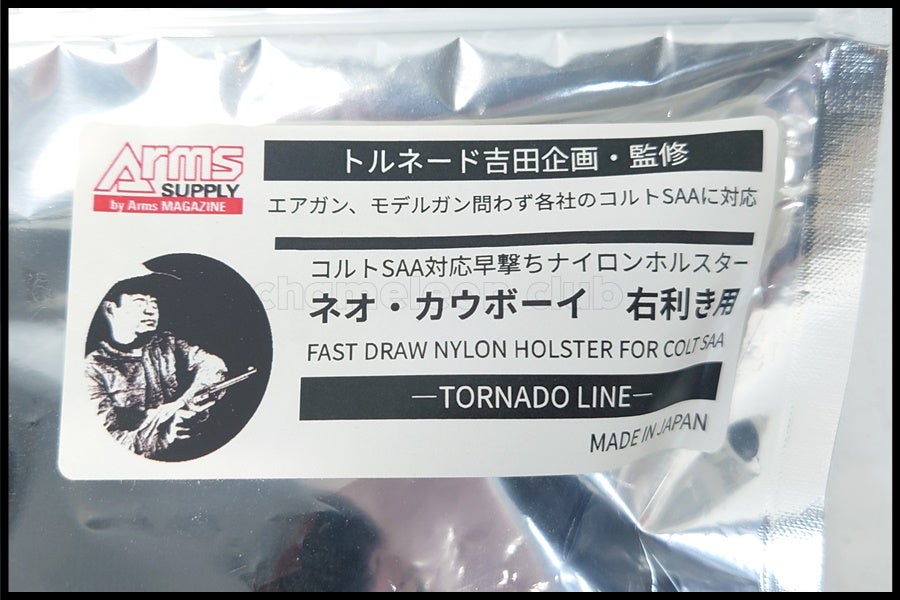 Arms
SUPPLY
by Arms MAGAZINE
トルネード吉田企画・監修
エアガン、モデルガン問わず各社のコルトSAAに対応
コルトSAA対応早撃ちナイロンホルスター
ネオ・カウボーイ 右利き用
chameleon club
FAST DRAW NYLON HOLSTER FOR COLT SAA
—TORNADO LINE—
MADE IN JAPAN